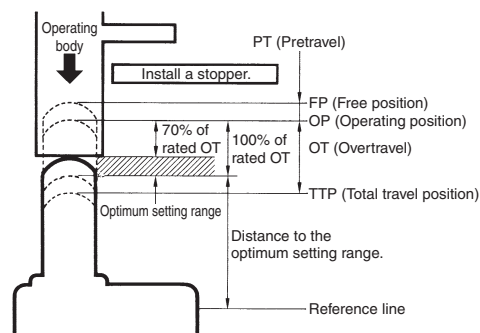 Operating
body
PT (Pretravel)
Install a stopper.
FP (Free position)
OP (Operating position)
70% of
rated OT
100% of
rated OT
OT (Overtravel)
TTP (Total travel position)
Optimum setting range
Distance to the
optimum setting range.
Reference line